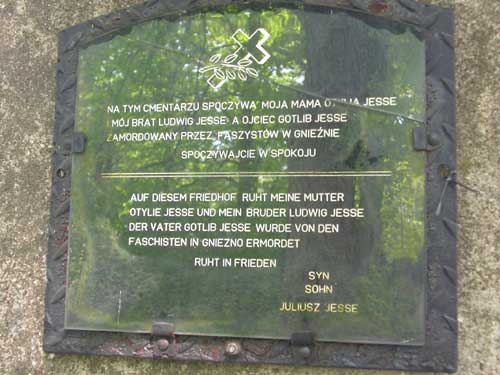 NA TYM CMENTARZU SPOCZYWA MOJA MAMA OTYLIA JESSE
I MÓJ BRAT LUDWIG JESSE A OJCIEC GOTLIB JESSE
ZAMORDOWANY PRZEZ FASZYSTÓW W GNIEŹNIE
SPOCZYWAJCIE W SPOKOJU
AUF DIESEM FRIEDHOF RUHT MEINE MUTTER
OTYLIE JESSE UND MEIN BRUDER LUDWIG JESSE
DER VATER GOTLIB JESSE WURDE VON DEN
FASCHISTEN IN GNIEZNO ERMORDET
RUHT IN FRIEDEN
SYN
SOHN
JULIUSZ JESSE